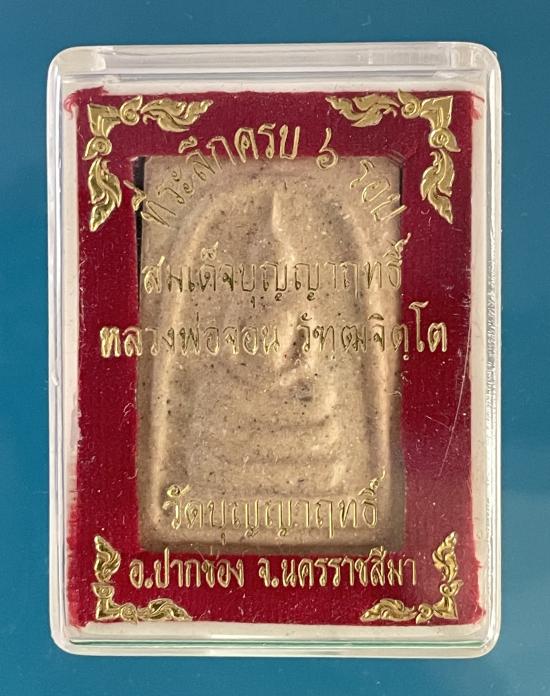 ที่ระลึกครบ ๖ รอบ
สมเด็จบุญญาฤทธิ์
หลวงพ่อจอน วัฑฺฒจิตฺโต
วัดบุญญาฤทธิ์
อ.ปากช่อง จ.นครราชสีมา